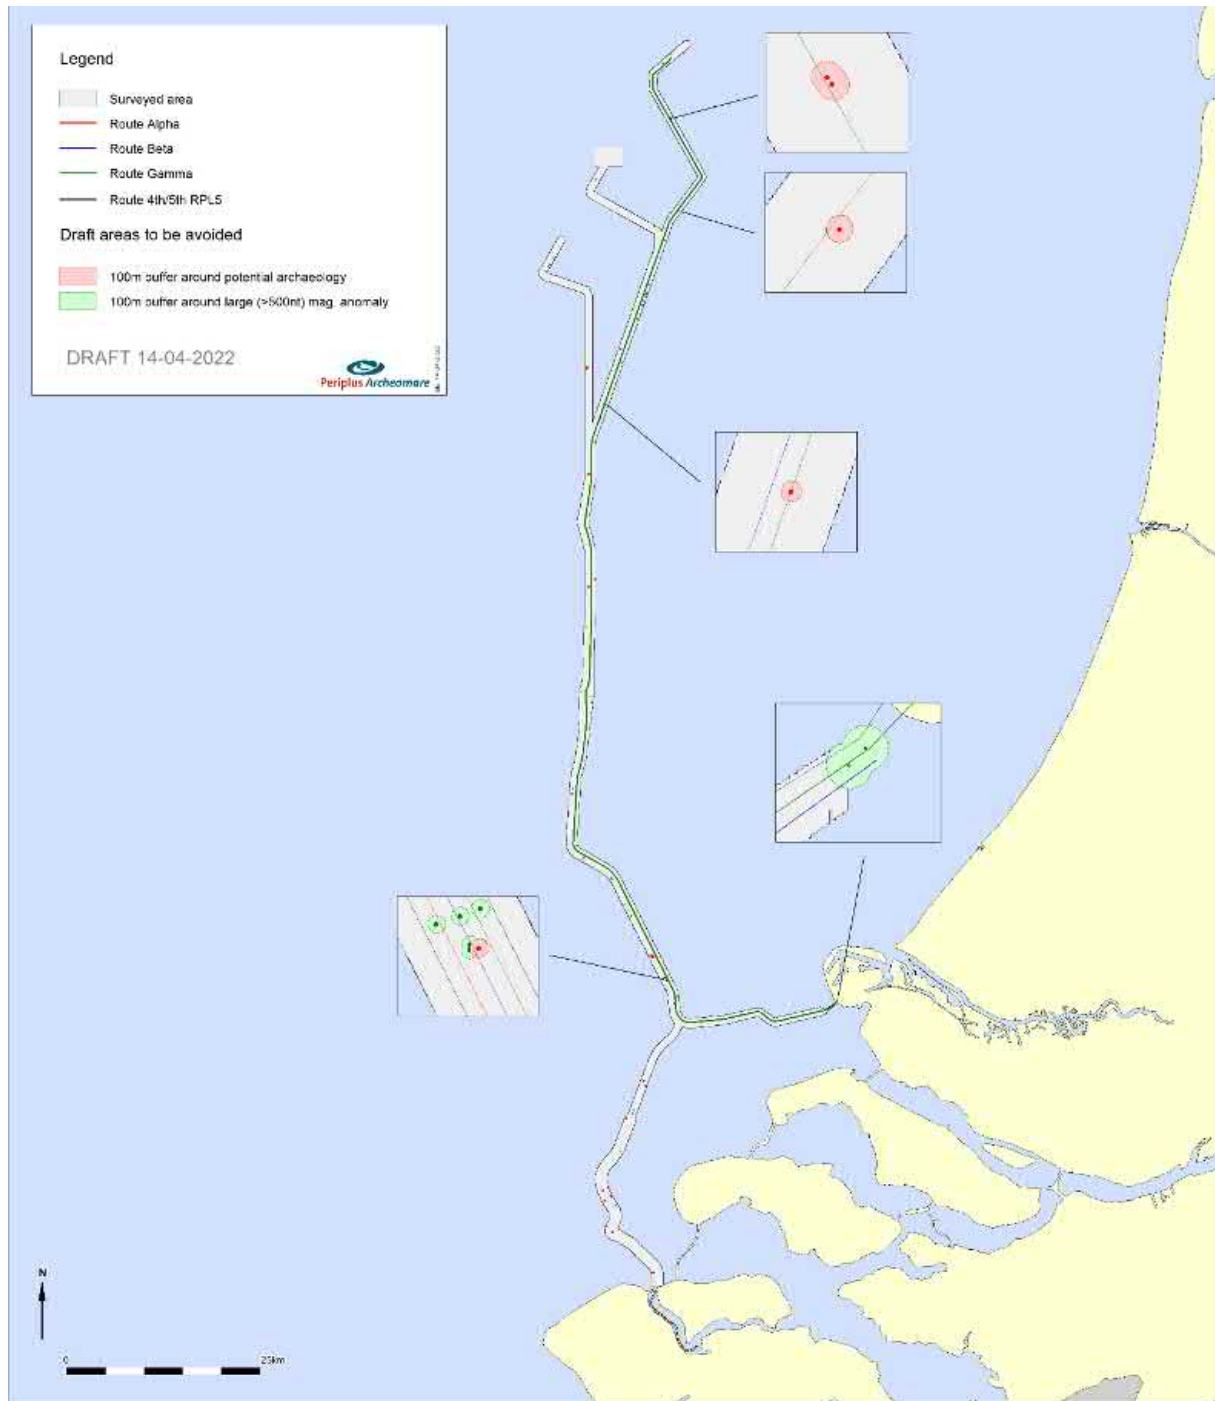 Legend
Surveyed area
Route Alpha
Route Beta
Route Gamma
Route 4th/5th RPLS
Draft areas to be avoided
100m buffer around potential archaeology
100m buffer around large (>500nt) mag. anomaly
DRAFT 14-04-2022
Periplus Archeomare
N
0 25km